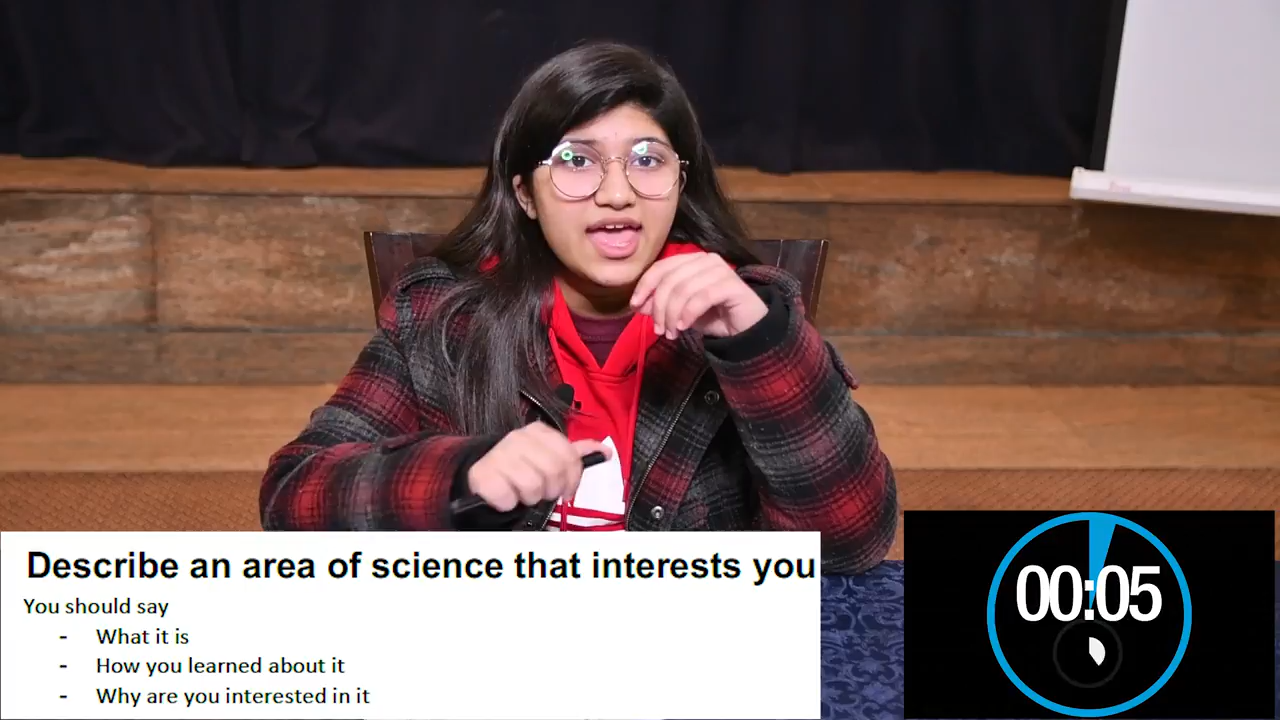 Describe an area of science that interests you
You should say
- What it is
- How you learned about it
- Why are you interested in it
00:05